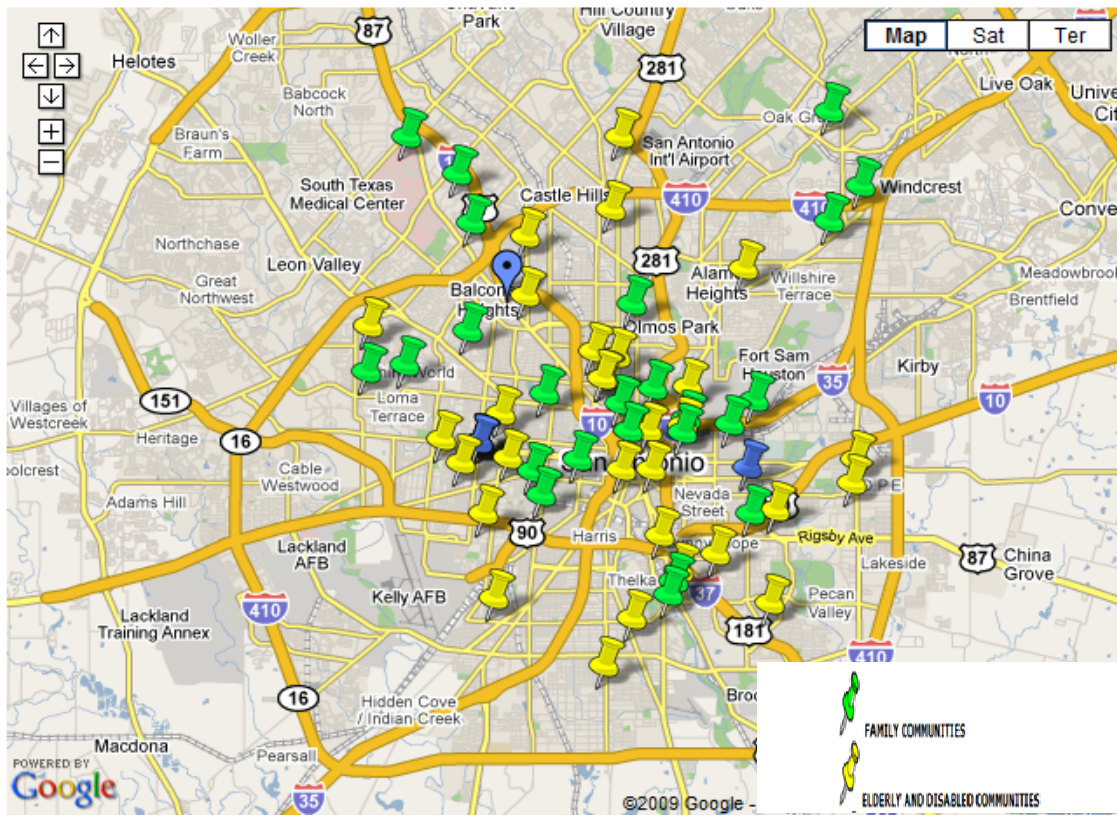 Park
Hill Country
Village
Woller
Creek
87
Map
Sat
Ter
Helotes
281
Live Oak
Babcock
North
Univer
City
Oak
Braun's
Farm
San Antonio
Int'l Airport
South Texas
Medical Center
Castle Hills
410
410
Windcrest
Conve
Northchase
Leon Valley
281
Alamo
Heights
Willshire
Terrace
Meadowbrook
Brentfield
Great
Northwest
Balcones
Heights
Olmos Park
Fort Sam
Houston
Kirby
35
10
World
Loma
Terrace
151
Villages of
Westcreek
Heritage
16
10
San Antonio
Cable
Westwood
Adams Hill
Nevada
Street
90
Harris
Rigsby Ave
Lackland
AFB
87
China
Grove
Lakeside
Thelka
Kelly AFB
410
37
Pecan
Valley
Lackland
Training Annex
181
410
16
Hidden Cove
/ Indian Creek
Macdona
Pearsall
FAMILY COMMUNITIES
POWERED BY
Google
35
©2009 Google -
ELDERLY AND DISABLED COMMUNITIES